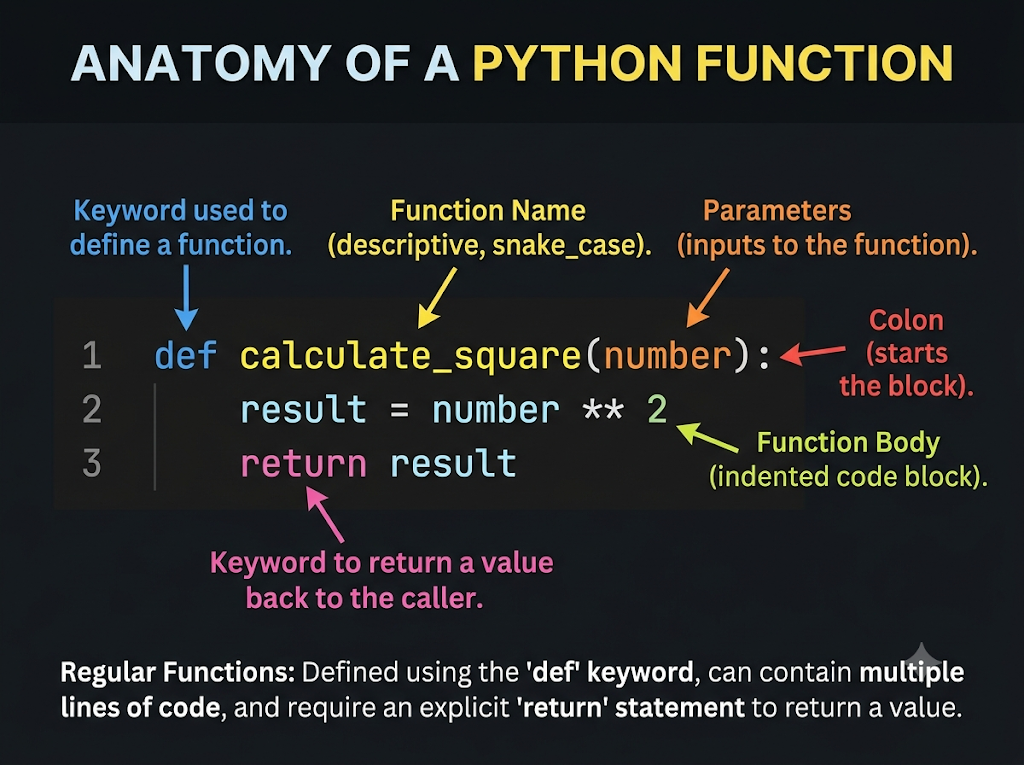 ANATOMY OF A PYTHON FUNCTION
Keyword used to
define a function.
Function Name
(descriptive, snake_case).
Parameters
(inputs to the function).
Colon
(starts
the block).
1 def calculate_square(number):
2 result = number ** 2
3 return result
Function Body
(indented code block).
Keyword to return a value
back to the caller.
Regular Functions: Defined using the 'def' keyword, can contain multiple
lines of code, and require an explicit 'return' statement to return a value.